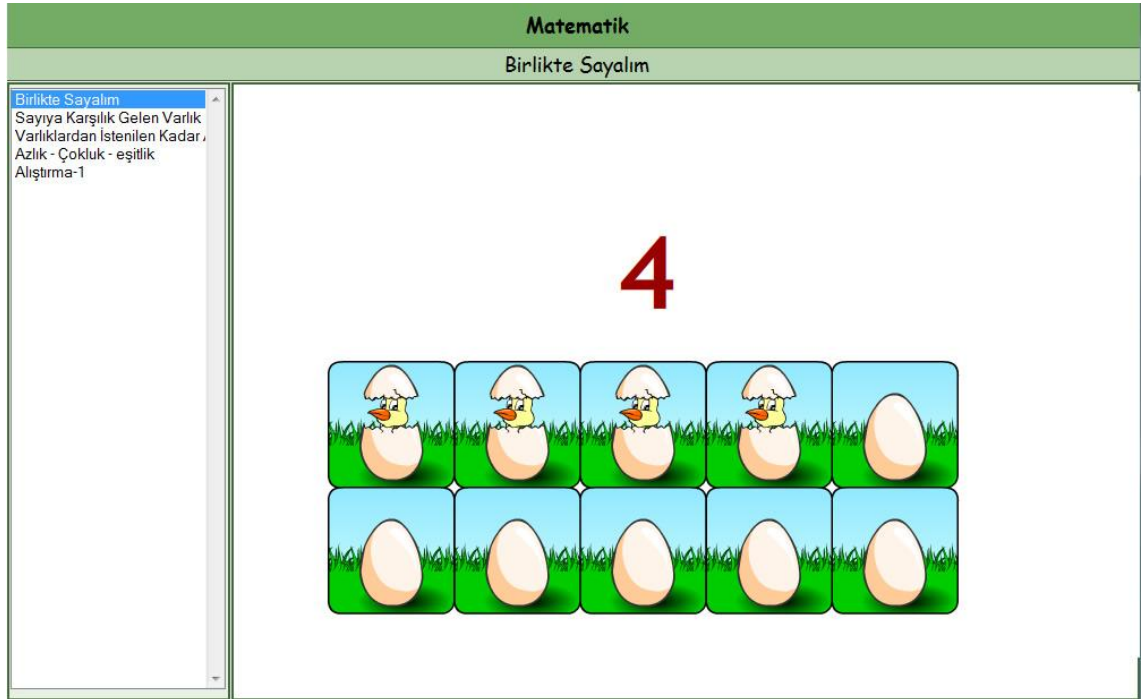 Matematik
Birlikte Sayalım
Birlikte Sayalım
Sayıya Karşılık Gelen Varlık
Varlıklardan İstenilen Kadar
Azlık - Çokluk - eşitlik
Alıştırma-1
4